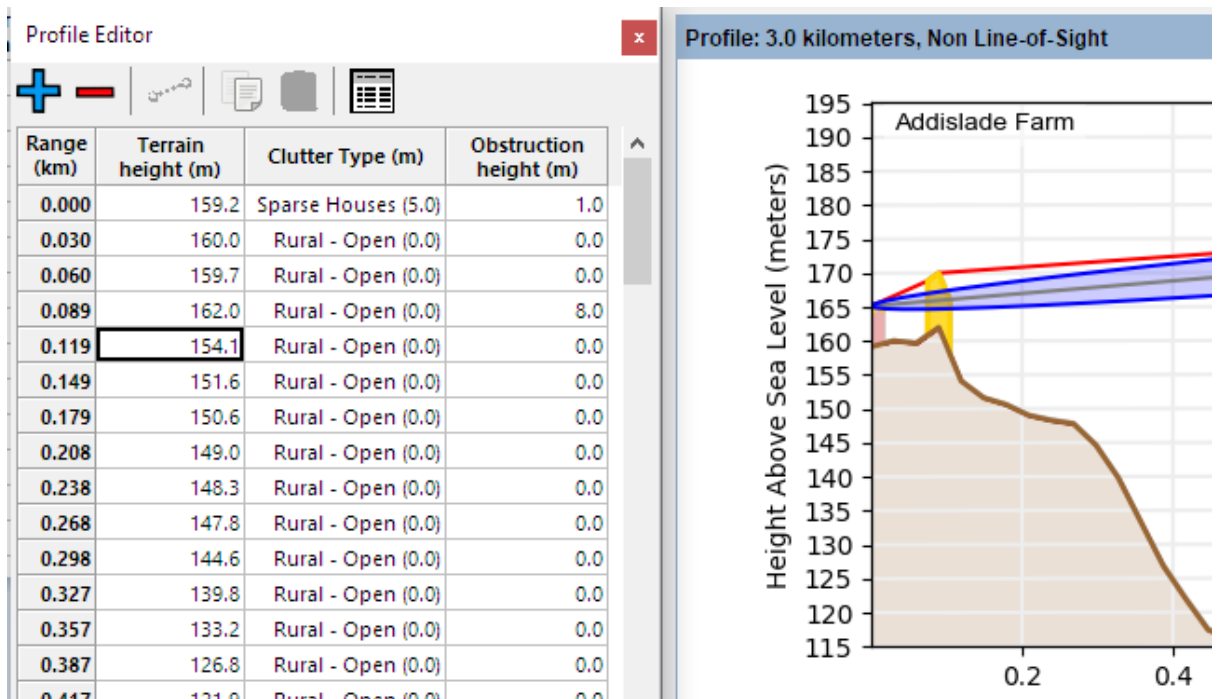 Profile Editor
x
Range (km) Terrain height (m) Clutter Type (m) Obstruction height (m)
0.000 159.2 Sparse Houses (5.0) 1.0
0.030 160.0 Rural - Open (0.0) 0.0
0.060 159.7 Rural - Open (0.0) 0.0
0.089 162.0 Rural - Open (0.0) 8.0
0.119 154.1 Rural - Open (0.0) 0.0
0.149 151.6 Rural - Open (0.0) 0.0
0.179 150.6 Rural - Open (0.0) 0.0
0.208 149.0 Rural - Open (0.0) 0.0
0.238 148.3 Rural - Open (0.0) 0.0
0.268 147.8 Rural - Open (0.0) 0.0
0.298 144.6 Rural - Open (0.0) 0.0
0.327 139.8 Rural - Open (0.0) 0.0
0.357 133.2 Rural - Open (0.0) 0.0
0.387 126.8 Rural - Open (0.0) 0.0
Profile: 3.0 kilometers, Non Line-of-Sight
Addislade Farm
Height Above Sea Level (meters)
195
190
185
180
175
170
165
160
155
150
145
140
135
130
125
120
115
0.2 0.4